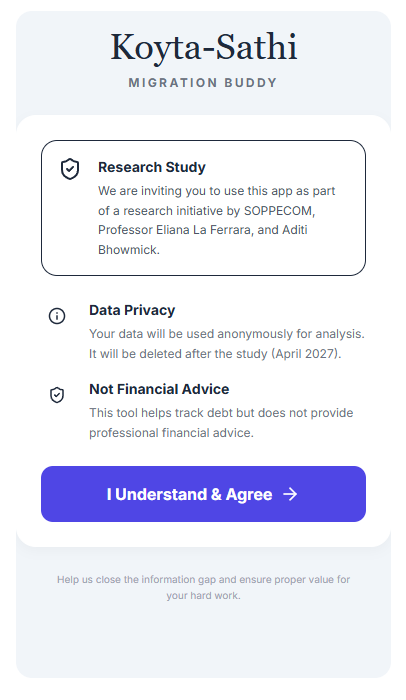 Koyta-Sathi
MIGRATION BUDDY
Research Study
We are inviting you to use this app as part
of a research initiative by SOPPECOM,
Professor Eliana La Ferrara, and Aditi
Bhowmick.
Data Privacy
Your data will be used anonymously for analysis.
It will be deleted after the study (April 2027).
Not Financial Advice
This tool helps track debt but does not provide
professional financial advice.
I Understand & Agree →
Help us close the information gap and ensure proper value for
your hard work.